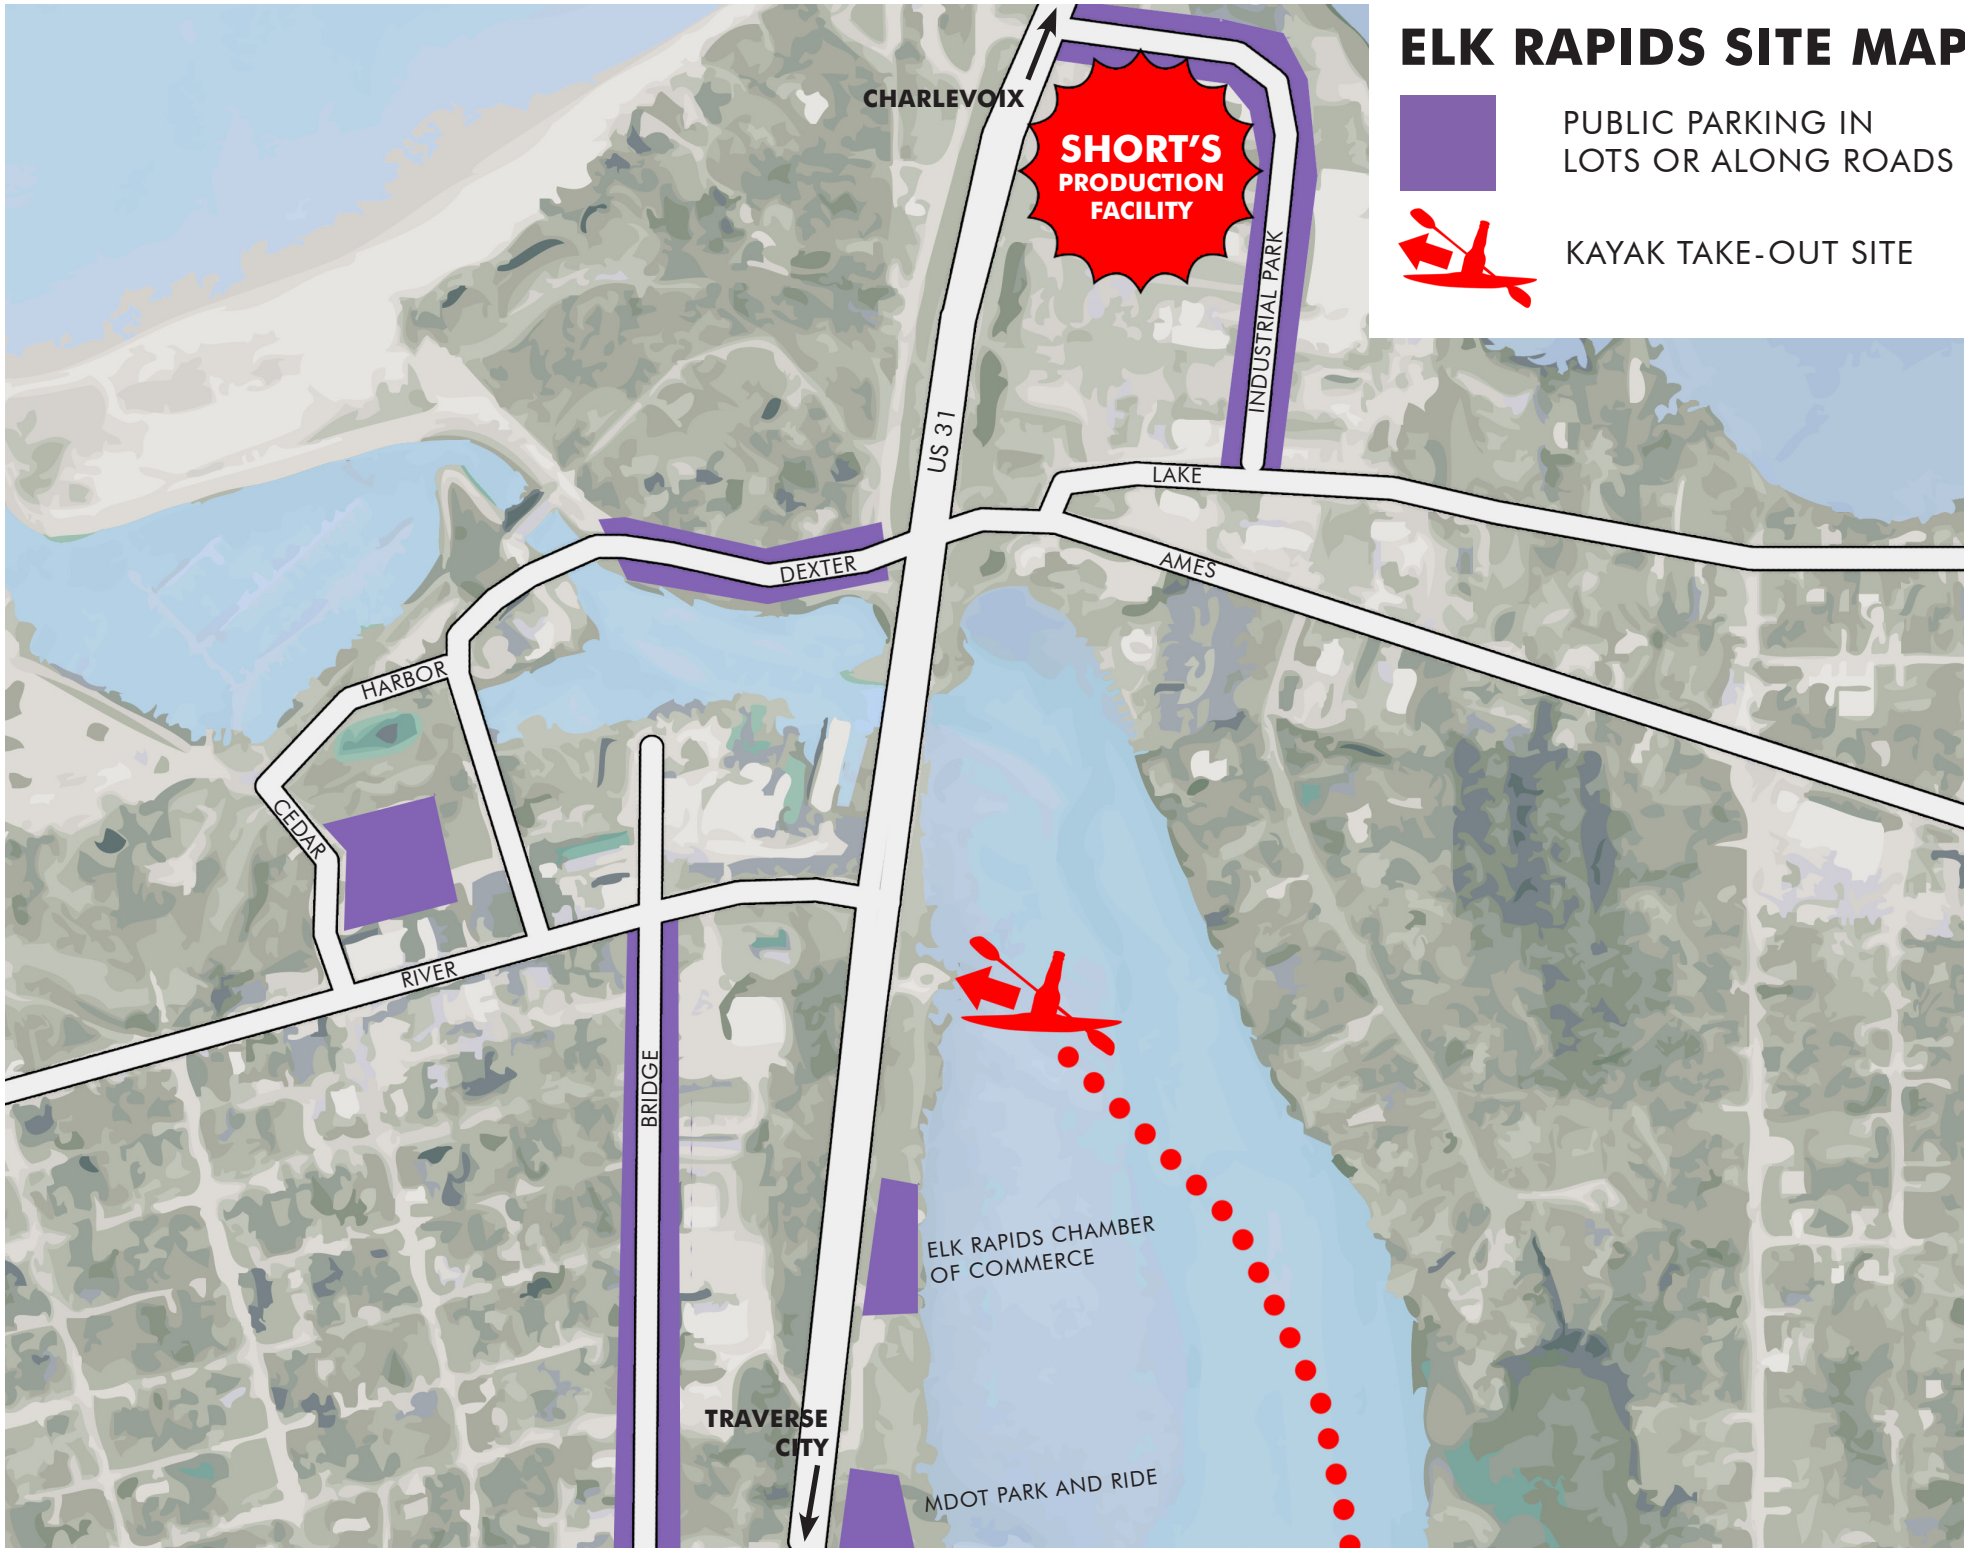 ELK RAPIDS SITE MAP
PUBLIC PARKING IN
LOTS OR ALONG ROADS
KAYAK TAKE-OUT SITE
CHARLEVOIX
SHORT'S
PRODUCTION
FACILITY
INDUSTRIAL PARK
US 31
LAKE
DEXTER
AMES
HARBOR
CEDAR
RIVER
BRIDGE
ELK RAPIDS CHAMBER
OF COMMERCE
TRAVERSE
CITY
MDOT PARK AND RIDE